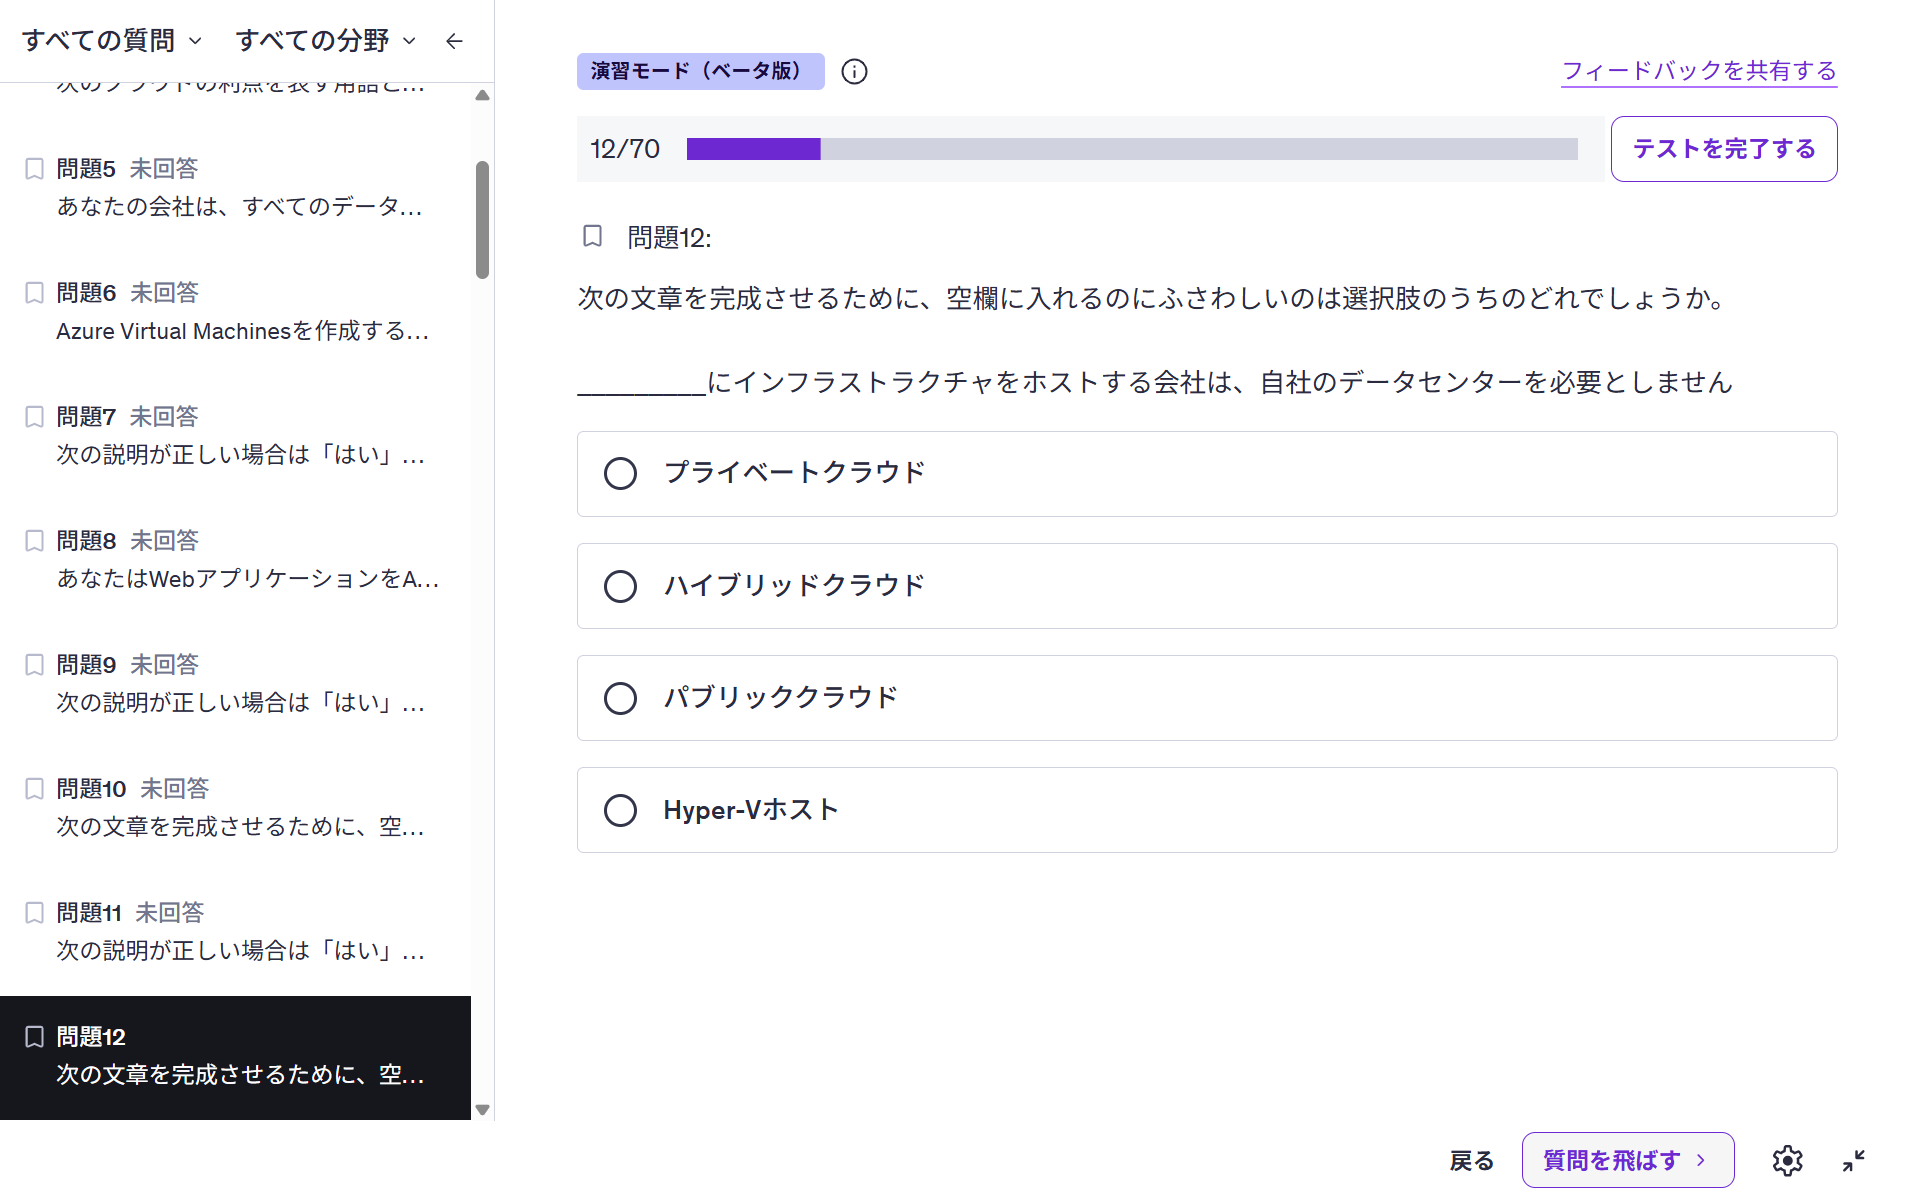 すべての質問
すべての分野
次のクラウドの利点を表す用語と...
問題5 未回答
あなたの会社は、すべてのデータ...
問題6 未回答
Azure Virtual Machinesを作成する...
問題7 未回答
次の説明が正しい場合は「はい」...
問題8 未回答
あなたはWebアプリケーションをA...
問題9 未回答
次の説明が正しい場合は「はい」...
問題10 未回答
次の文章を完成させるために、空...
問題11 未回答
次の説明が正しい場合は「はい」...
問題12
次の文章を完成させるために、空...
演習モード（ベータ版）
フィードバックを共有する
12/70
テストを完了する
問題12:
次の文章を完成させるために、空欄に入れるのにふさわしいのは選択肢のうちのどれでしょうか。
_________にインフラストラクチャをホストする会社は、自社のデータセンターを必要としません
プライベートクラウド
ハイブリッドクラウド
パブリッククラウド
Hyper-Vホスト
戻る
質問を飛ばす